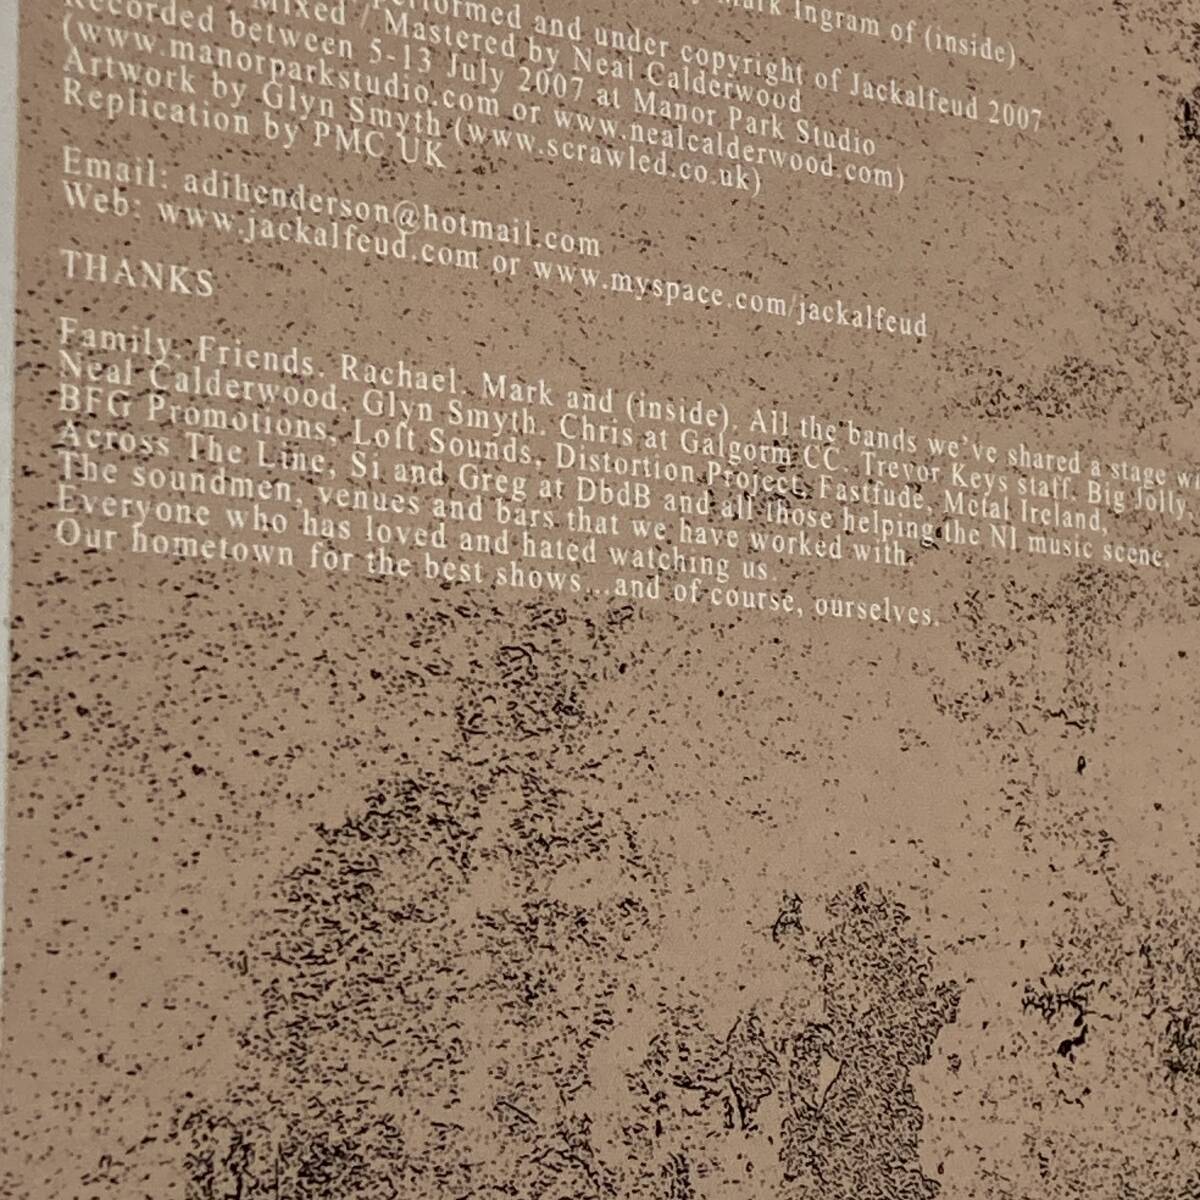 Mark Ingram of (inside).
Performed and under copyright of Jackalfeud 2007
Mixed / Mastered by Neal Calderwood
Recorded between 5-13 July 2007 at Manor Park Studio
(www.manorparkstudio.com or www.nealcalderwood.com)
Artwork by Glyn Smyth (www.scrawled.co.uk)
Replication by PMC UK
Email: adihenderson@hotmail.com
Web: www.jackalfeud.com or www.myspace.com/jackalfeud
THANKS
Family. Friends. Rachael. Mark and (inside). All the bands we've shared a stage
Neal Calderwood. Glyn Smyth. Chris at Galgorm CC. Trevor Keys staff. Big Jolly.
BFG Promotions, Loft Sounds, Distortion Project, Fastfude, Metal Ireland,
Across The Line, Si and Greg at DbdB and all those helping the NI music scene.
The soundmen, venues and bars that we have worked with.
Everyone who has loved and hated watching us.
Our hometown for the best shows...and of course, ourselves.